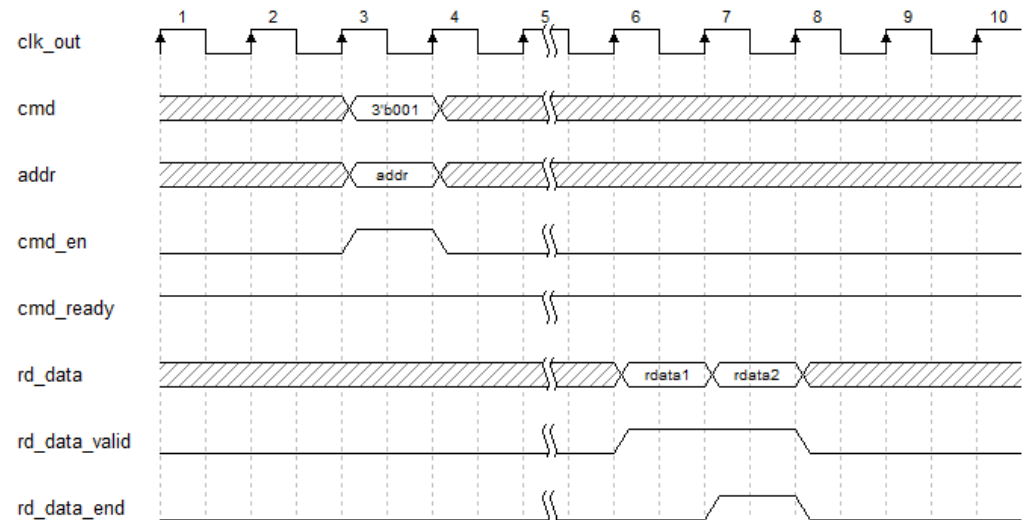 1 2 3 4 5 6 7 8 9 10
clk_out
cmd 3'b001
addr addr
cmd_en
cmd_ready
rd_data rdata1 rdata2
rd_data_valid
rd_data_end